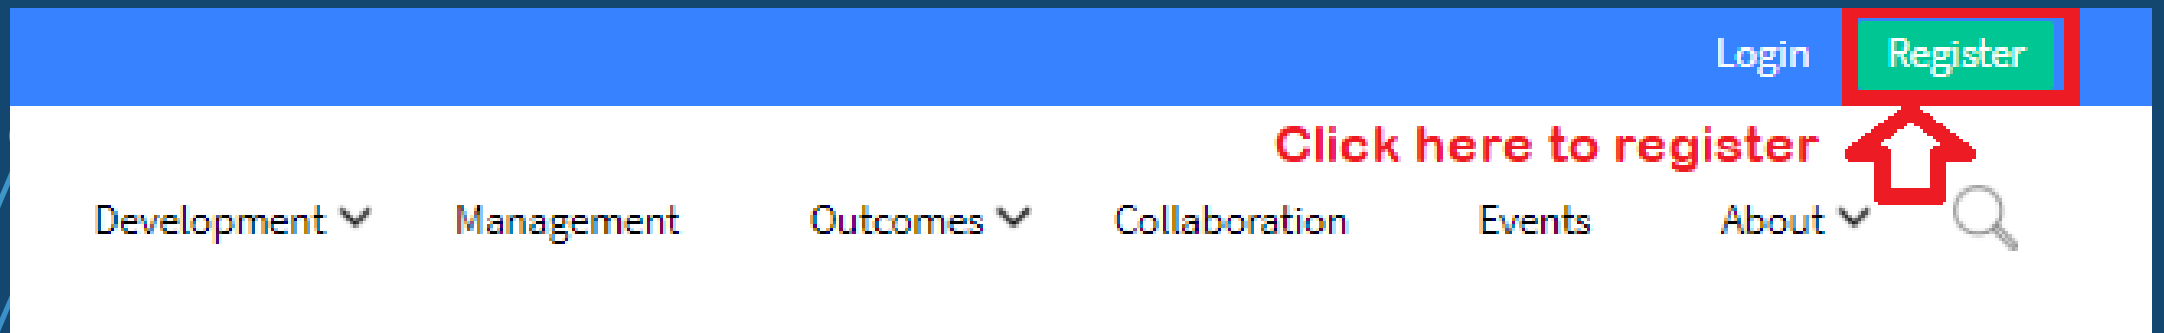 Login Register
Click here to register
Development Management Outcomes Collaboration Events About